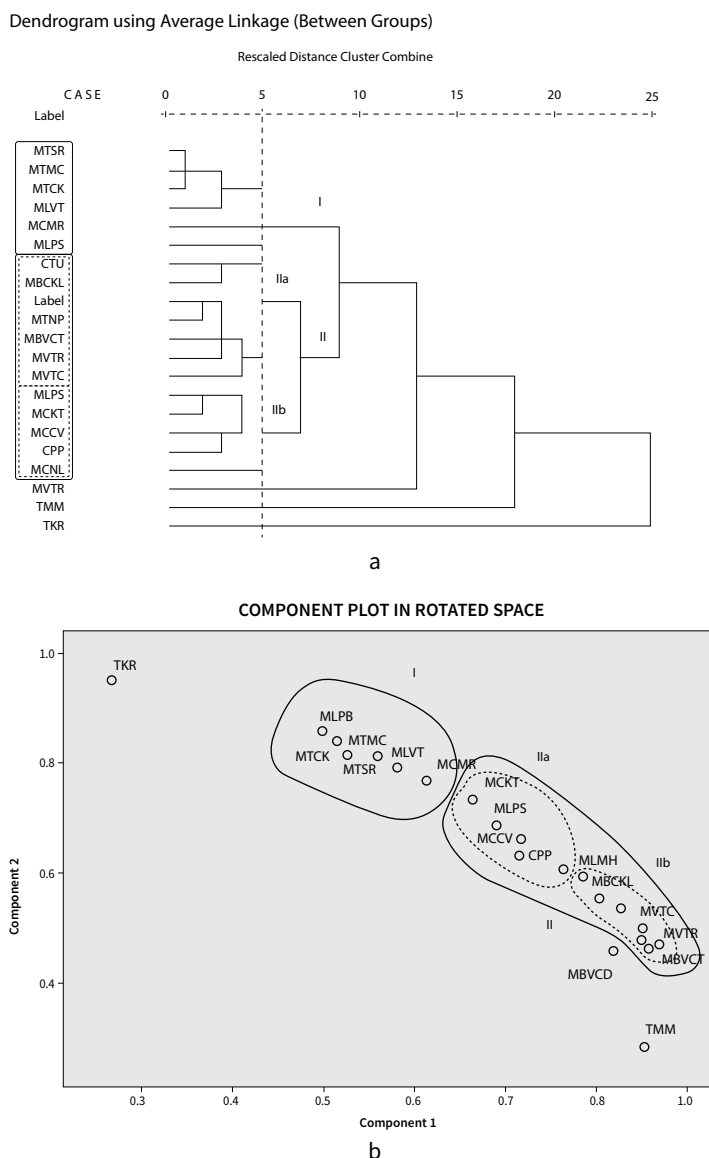 Dendrogram using Average Linkage (Between Groups)
Rescaled Distance Cluster Combine
CASE 0 5 10 15 20 25
Label
MTSR
MTMC
MTCK
MLVT
I
MCMR
MLPS
CTU
IIa
MBCKL
Label
MTNP
MBVCT
II
MVTR
MVTC
MLPS
MCKT
IIb
MCCV
CPP
MCNL
MVTR
TMM
TKR
a
COMPONENT PLOT IN ROTATED SPACE
1.0
TKR
I
MLPB
MTMC
MLVT
MTCK
MTSR
MCMR
IIa
0.8
MCKT
MLPS
MCCV
CPP
MLMH
IIb
0.6
MBCKL
MVTC
II
MVTR
MBVCT
MBVCD
0.4
TMM
Component 2
0.3 0.4 0.5 0.6 0.7 0.8 1.0
Component 1
b